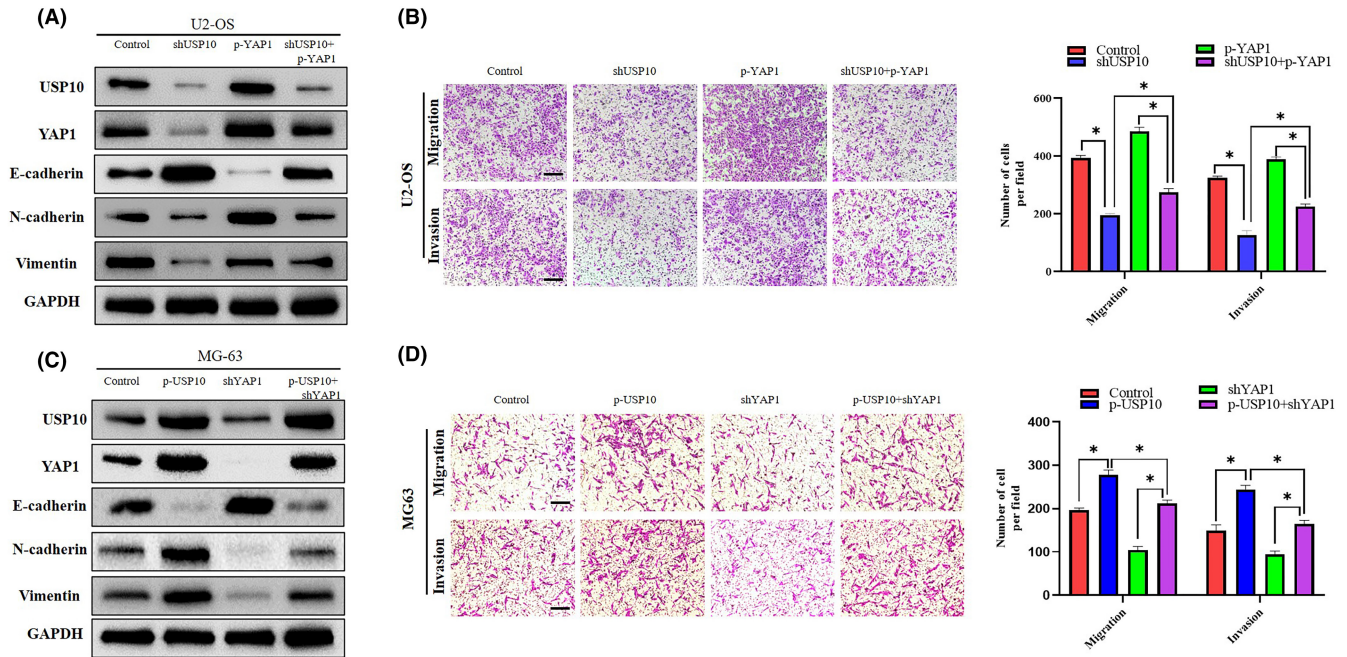 (A)
U2-OS
Control shUSP10 p-YAP1 shUSP10+
p-YAP1
USP10
YAP1
E-cadherin
N-cadherin
Vimentin
GAPDH
(B)
Control shUSP10 p-YAP1 shUSP10+p-YAP1
U2-OS
Migration
Invasion
Control p-YAP1
shUSP10 shUSP10+p-YAP1
Number of cells
per field
600
400
200
0
* * * * * *
Migration Invasion
(C)
MG-63
Control p-USP10 shYAP1 p-USP10+
shYAP1
USP10
YAP1
E-cadherin
N-cadherin
Vimentin
GAPDH
(D)
Control p-USP10 shYAP1 p-USP10+shYAP1
MG63
Migration
Invasion
Control shYAP1
p-USP10 p-USP10+shYAP1
Number of cell
per field
400
300
200
100
0
* * * * * *
Migration Invasion